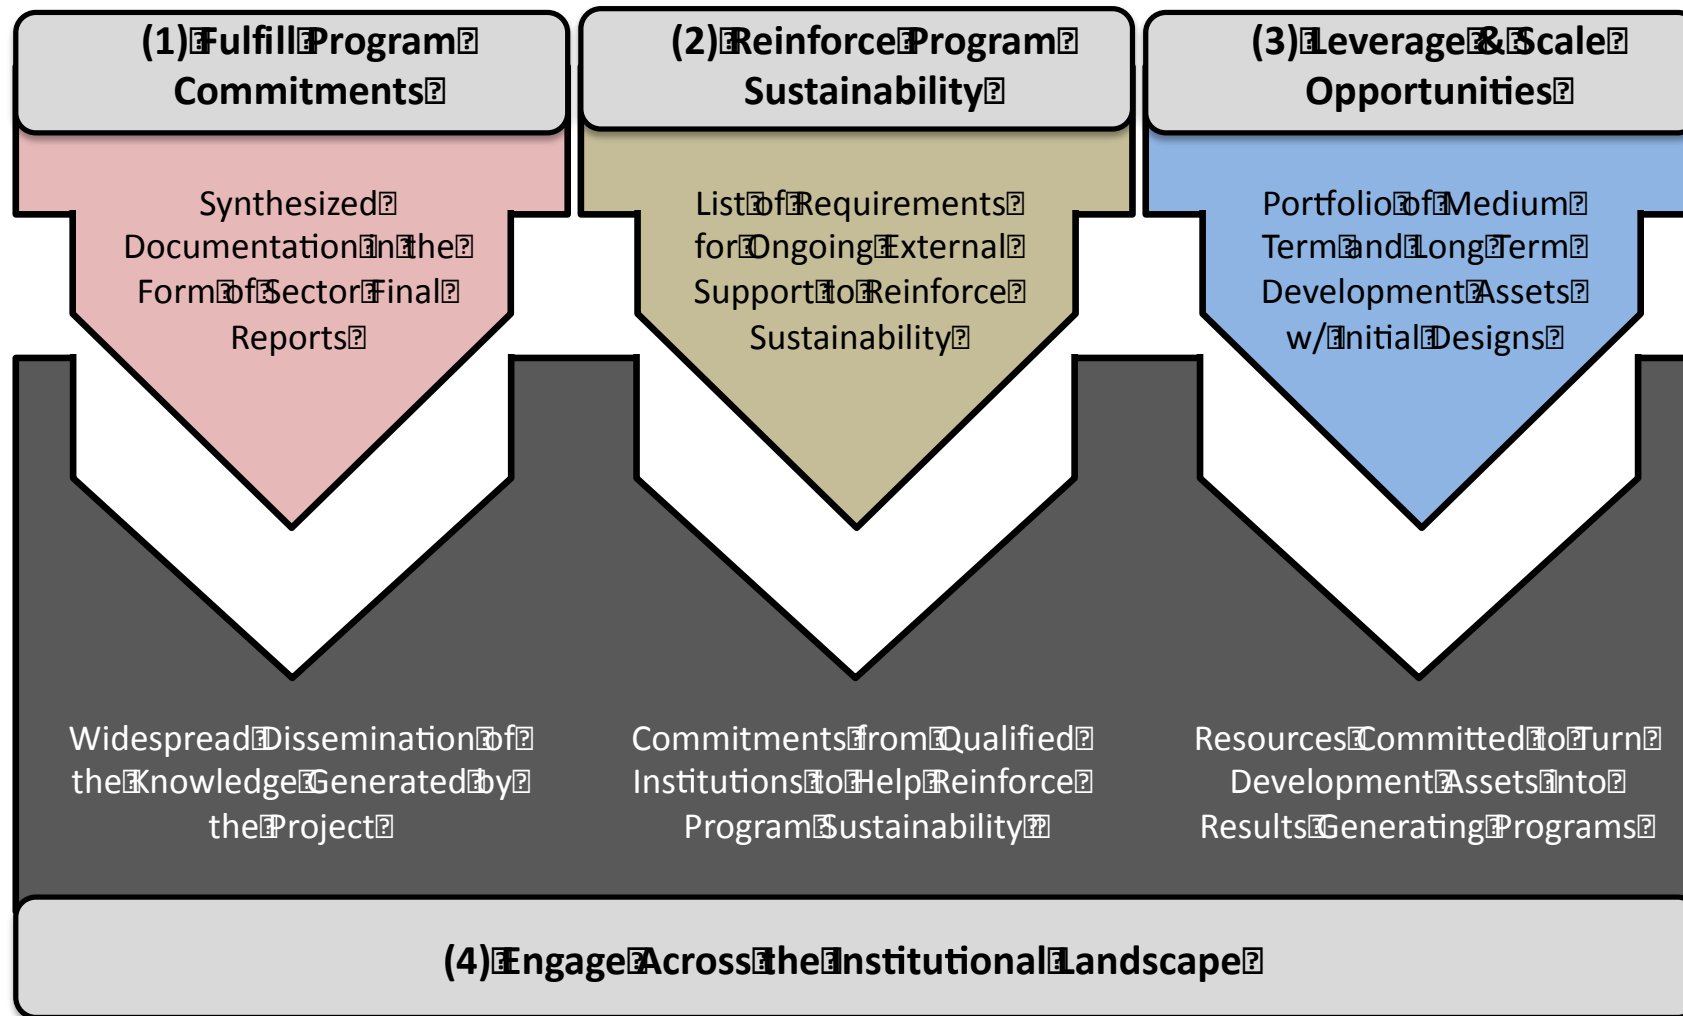 (1) Fulfill Program
Commitments
(2) Reinforce Program
Sustainability
(3) Leverage & Scale
Opportunities
Synthesized
Documentation in the
Form of Sector Final
Reports
List of Requirements
for Ongoing External
Support to Reinforce
Sustainability
Portfolio of Medium
Term and Long Term
Development Assets
w/ Initial Designs
Widespread Dissemination of
the Knowledge Generated by
the Project
Commitments from Qualified
Institutions to Help Reinforce
Program Sustainability
Resources Committed to Turn
Development Assets into
Results Generating Programs
(4) Engage Across the Institutional Landscape